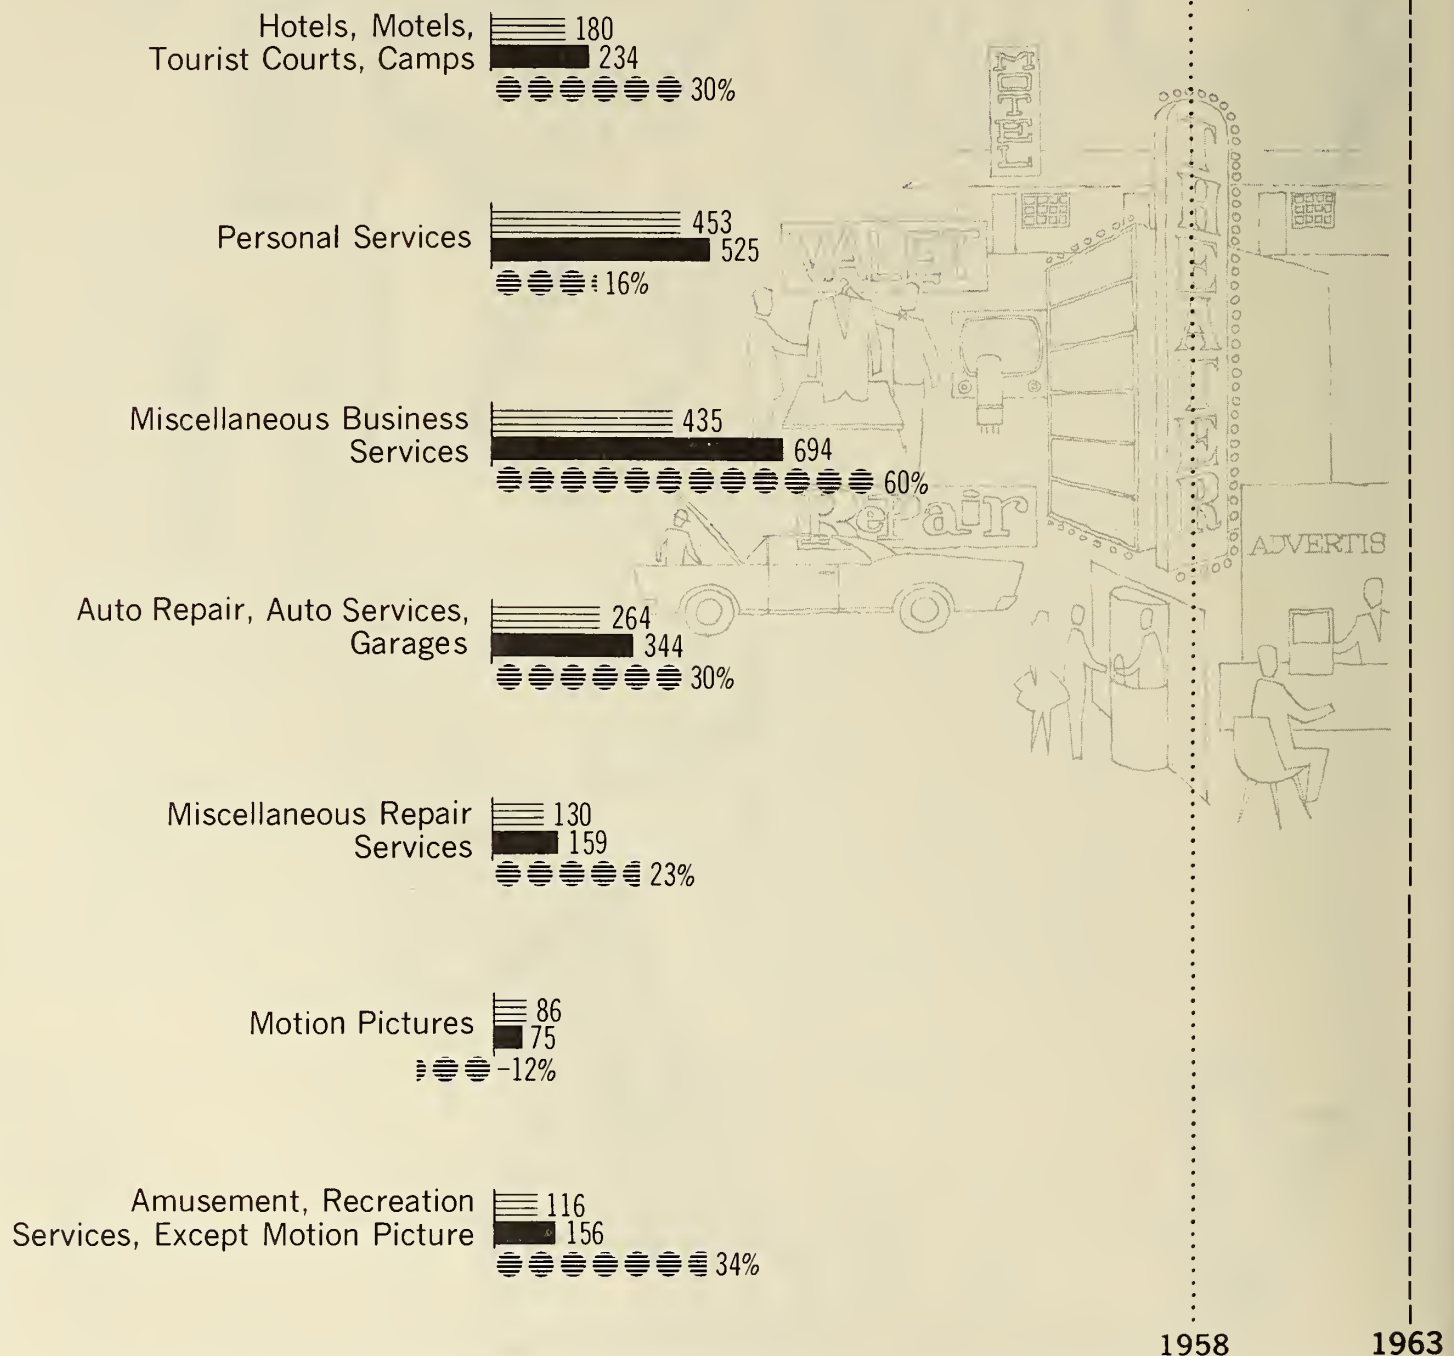 Hotels, Motels,
Tourist Courts, Camps
180
234
30%
Personal Services
453
525
16%
Miscellaneous Business
Services
435
694
60%
Auto Repair, Auto Services,
Garages
264
344
30%
Miscellaneous Repair
Services
130
159
23%
Motion Pictures
86
75
-12%
Amusement, Recreation
Services, Except Motion Picture
116
156
34%
MOTEL
VALET
THEATER
Repair
ADVERTIS
1958
1963